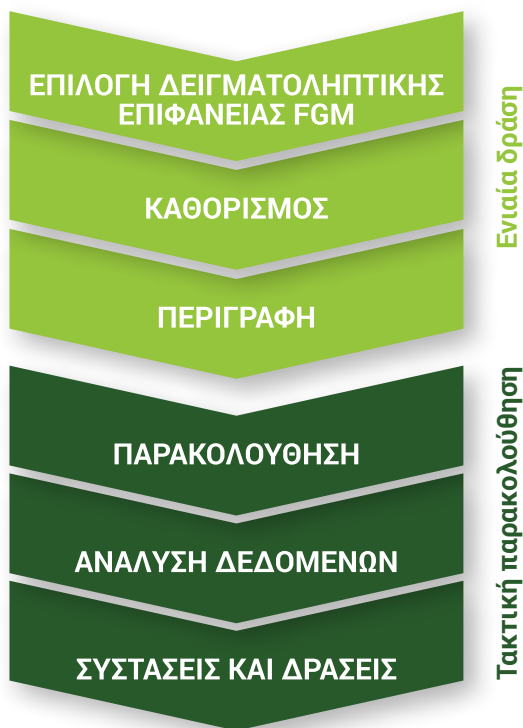 ΕΠΙΛΟΓΗ ΔΕΙΓΜΑΤΟΛΗΠΤΙΚΗΣ
ΕΠΙΦΑΝΕΙΑΣ FGM
ΚΑΘΟΡΙΣΜΟΣ
ΠΕΡΙΓΡΑΦΗ
Ενιαία δράση
ΠΑΡΑΚΟΛΟΥΘΗΣΗ
ΑΝΑΛΥΣΗ ΔΕΔΟΜΕΝΩΝ
ΣΥΣΤΑΣΕΙΣ ΚΑΙ ΔΡΑΣΕΙΣ
Τακτική παρακολούθηση